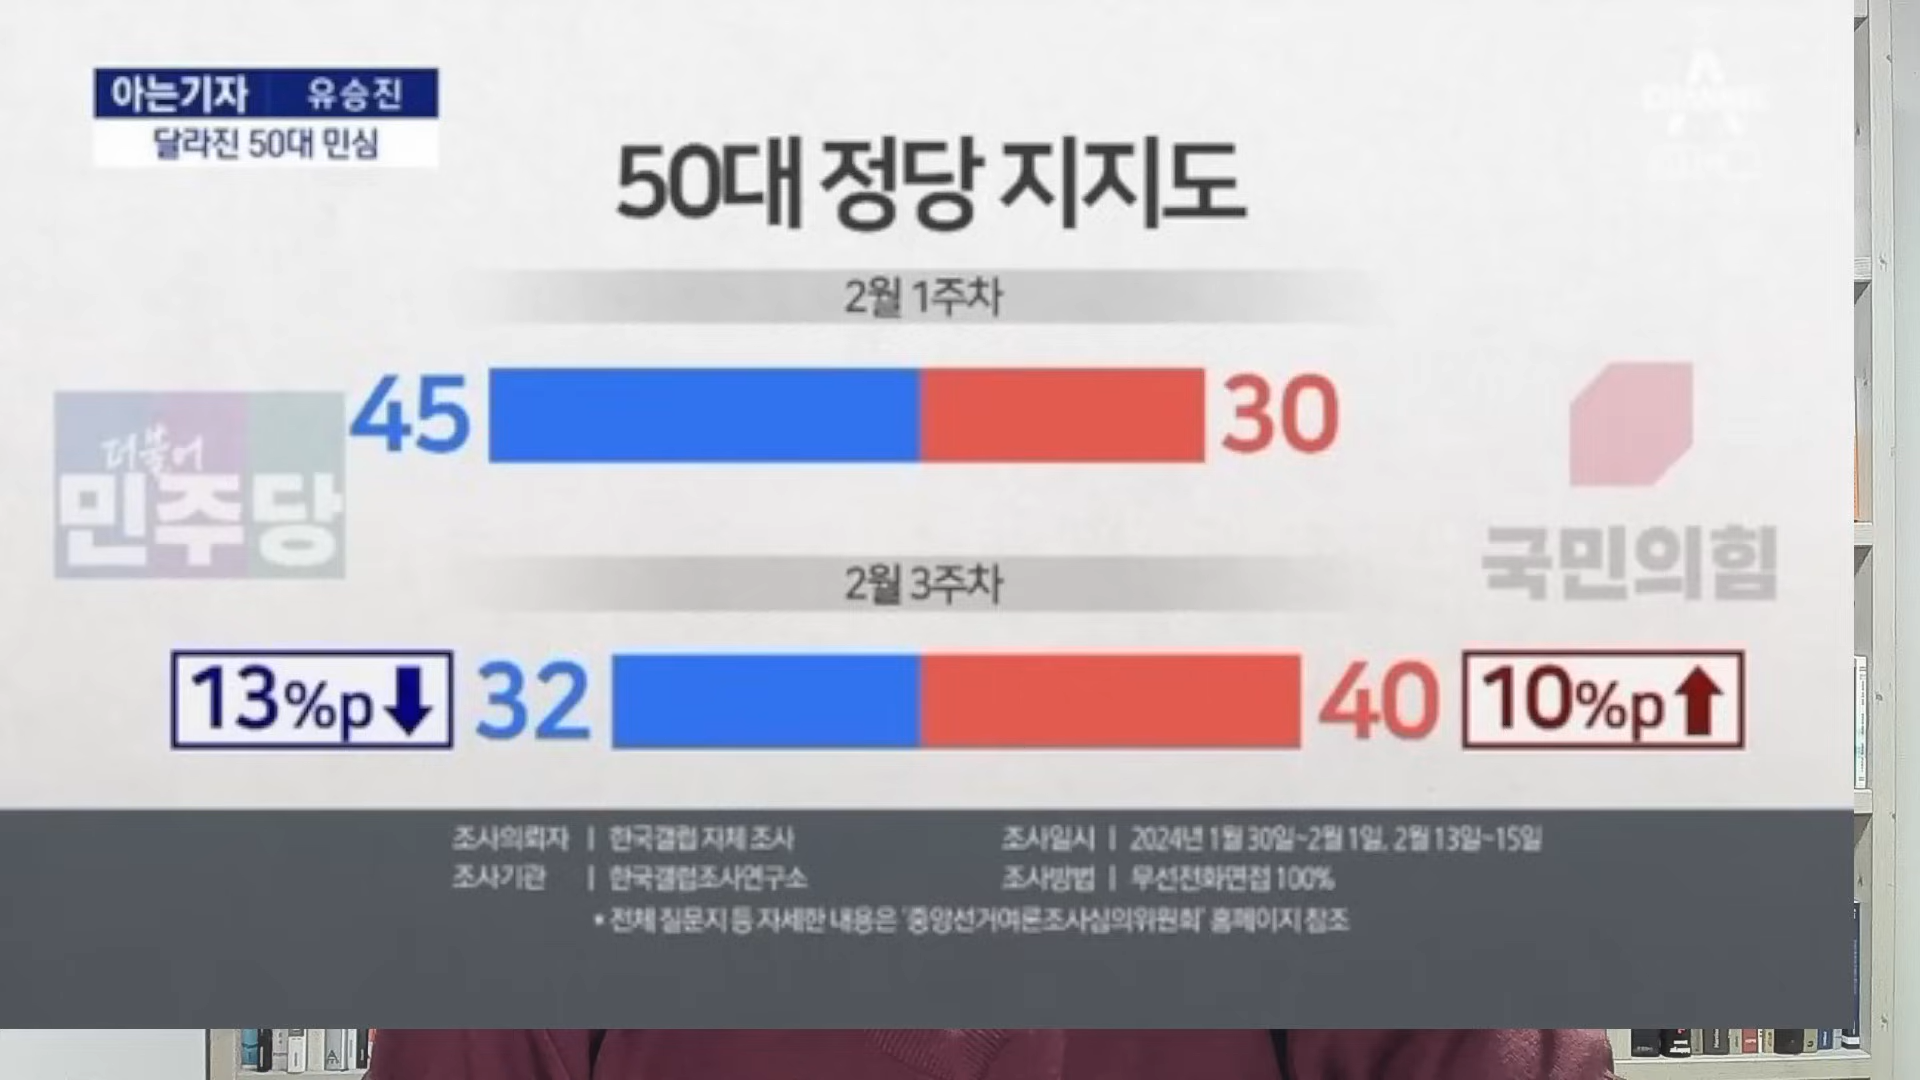 아는기자 유승진
달라진 50대 민심
50대 정당 지지도
2월 1주차
45
30
더불어
민주당
국민의힘
2월 3주차
13%p
32
40
10%p
조사의뢰자 | 한국갤럽 자체 조사
조사일시 | 2024년 1월 30일~2월 1일, 2월 13일~15일
조사기관 | 한국갤럽조사연구소
조사방법 | 무선전화면접 100%
* 전체 질문지 등 자세한 내용은 '중앙선거여론조사심의위원회' 홈페이지 참조